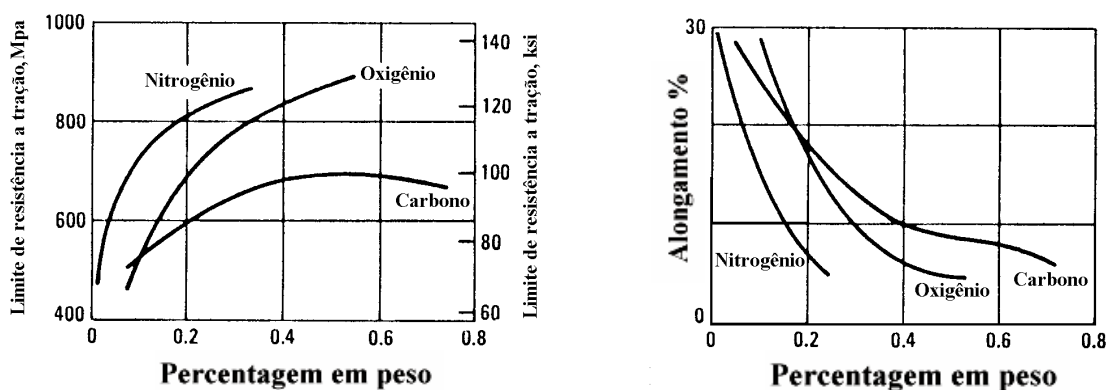 Limite de resistência a tração, Mpa
1000
800
600
400
Nitrogênio
Oxigênio
Carbono
140
120
100
80
60
Limite de resistência a tração, ksi
0 0.2 0.4 0.6 0.8
Percentagem em peso
Alongamento %
30
0
Nitrogênio
Oxigênio
Carbono
0 0.2 0.4 0.6 0.8
Percentagem em peso